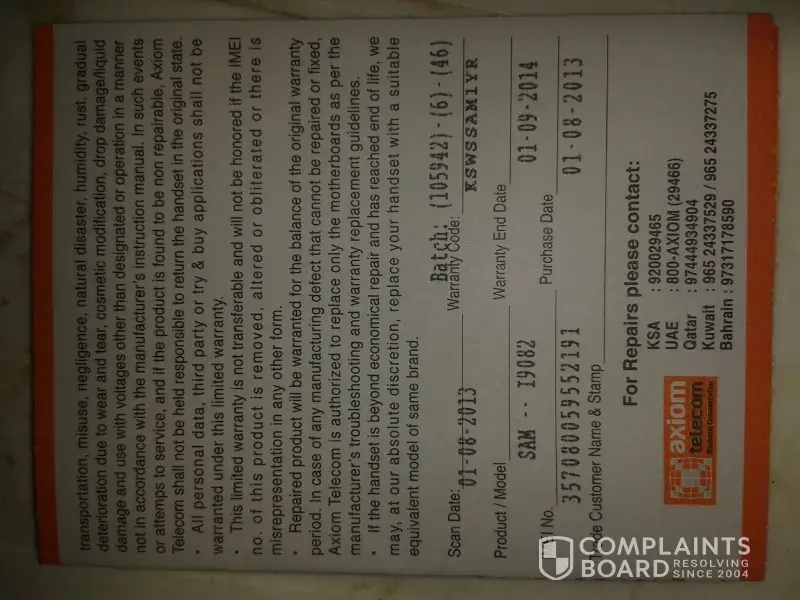 transportation, misuse, negligence, natural disaster, humidity, rust, gradual
deterioration due to wear and tear, cosmetic modification, drop damage/liquid
damage and use with voltages other than designated or operation in a manner
not in accordance with the manufacturer's instruction manual. In such events
or attemps to service, and if the product is found to be non repairable, Axiom
Telecom shall not be held responsible to return the handset in the original state.
• All personal data, third party or try & buy applications shall not be
warranted under this limited warranty.
• This limited warranty is not transferable and will not be honored if the IMEI
no. of this product is removed, altered or obliterated or there is
misrepresentation in any other form.
• Repaired product will be warranted for the balance of the original warranty
period. In case of any manufacturing defect that cannot be repaired or fixed,
Axiom Telecom is authorized to replace only the motherboards as per the
manufacturer's troubleshooting and warranty replacement guidelines.
• If the handset is beyond economical repair and has reached end of life, we
may, at our absolute discretion, replace your handset with a suitable
equivalent model of same brand.
Batch: (105942)-(6)-(46)
Scan Date: 01-08-2013 Warranty Code: KSWSSAM1YR
Product / Model SAM -- I9082 Warranty End Date 01-09-2014
No. 357080059552191 Purchase Date 01-08-2013
Trade Customer Name & Stamp
For Repairs please contact:
KSA : 920029465
UAE : 800-AXIOM (29466)
Qatar : 97444934904
Kuwait : 965 24337529 / 965 24337275
Bahrain : 97317178590
axiom
telecom
COMPLAINTS
BOARD RESOLVING
SINCE 2004